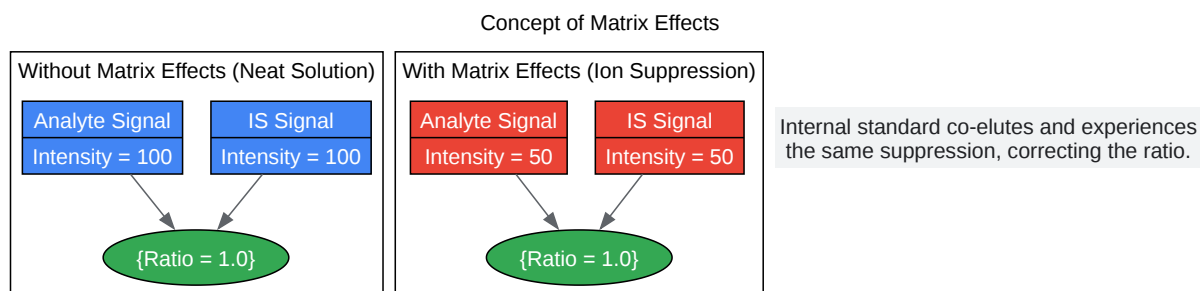 Concept of Matrix Effects
Without Matrix Effects (Neat Solution)
Analyte Signal
Intensity = 100
IS Signal
Intensity = 100
{Ratio = 1.0}
With Matrix Effects (Ion Suppression)
Analyte Signal
Intensity = 50
IS Signal
Intensity = 50
{Ratio = 1.0}
Internal standard co-elutes and experiences
the same suppression, correcting the ratio.